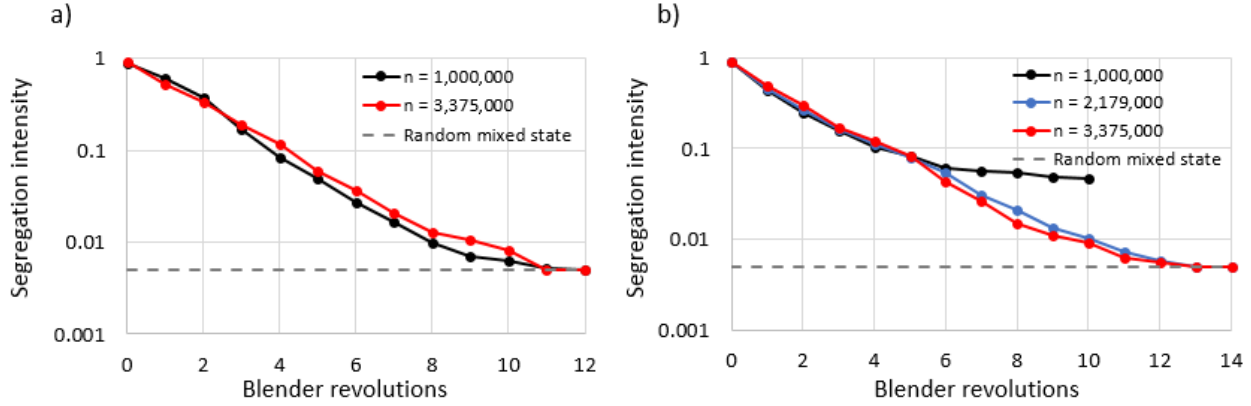 a)
Segregation intensity
1
0.1
0.01
0.001
n = 1,000,000
n = 3,375,000
Random mixed state
0 2 4 6 8 10 12
Blender revolutions
b)
Segregation intensity
1
0.1
0.01
0.001
n = 1,000,000
n = 2,179,000
n = 3,375,000
Random mixed state
0 2 4 6 8 10 12 14
Blender revolutions